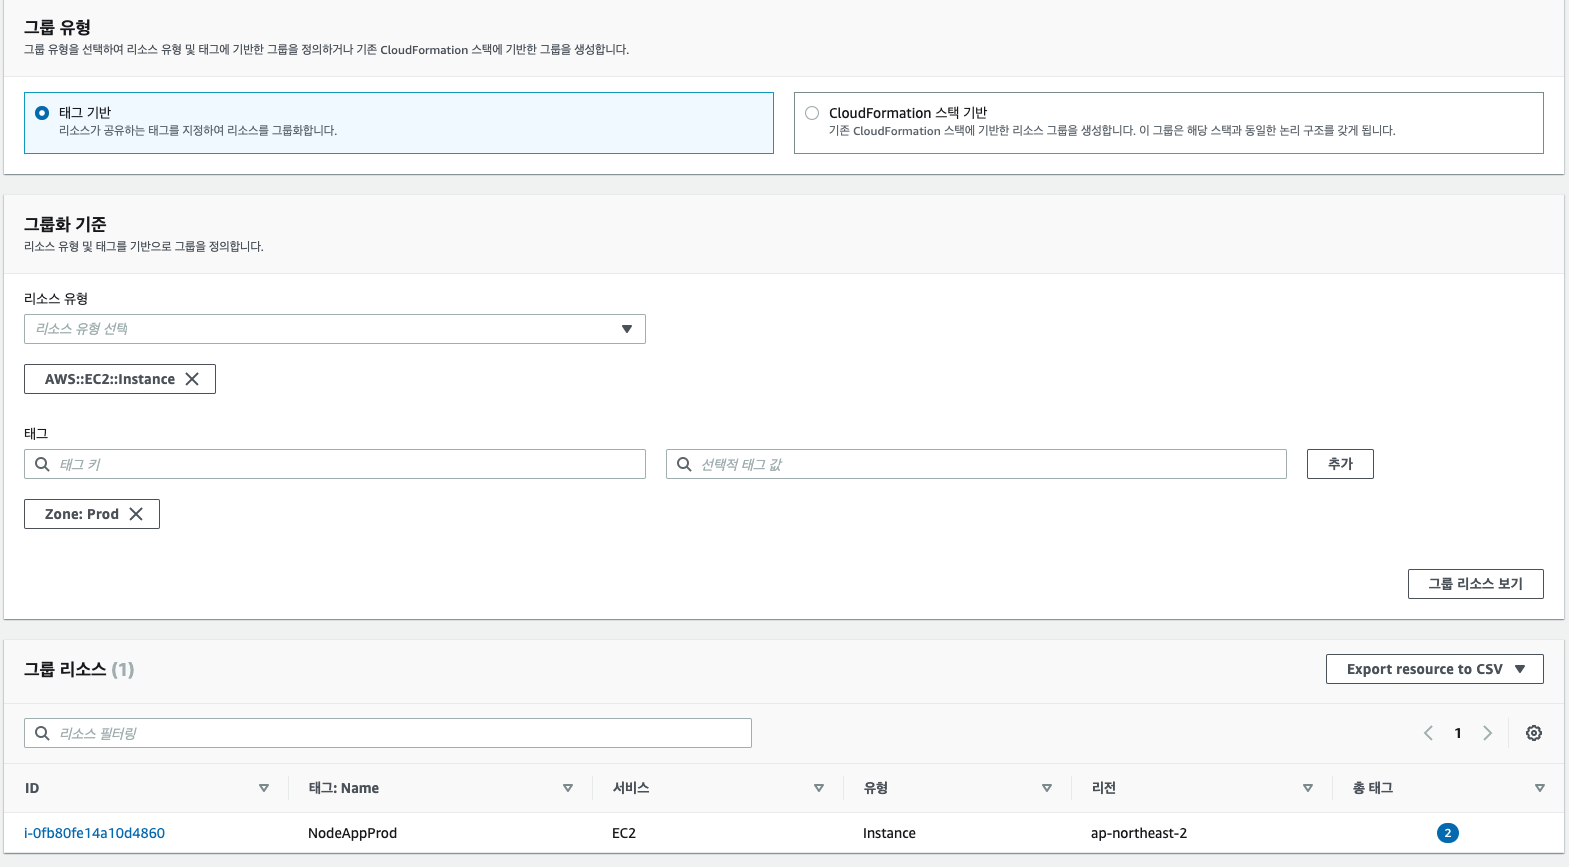 그룹 유형
그룹 유형을 선택하여 리소스 유형 및 태그에 기반한 그룹을 정의하거나 기존 CloudFormation 스택에 기반한 그룹을 생성합니다.
태그 기반
리소스가 공유하는 태그를 지정하여 리소스를 그룹화합니다.
CloudFormation 스택 기반
기존 CloudFormation 스택에 기반한 리소스 그룹을 생성합니다. 이 그룹은 해당 스택과 동일한 논리 구조를 갖게 됩니다.
그룹화 기준
리소스 유형 및 태그를 기반으로 그룹을 정의합니다.
리소스 유형
리소스 유형 선택
AWS::EC2::Instance
태그
태그 키 선택적 태그 값 추가
Zone: Prod
그룹 리소스 보기
그룹 리소스 (1) Export resource to CSV
리소스 필터링 1
ID 태그: Name 서비스 유형 리전 총 태그
i-0fb80fe14a10d4860 NodeAppProd EC2 Instance ap-northeast-2 2